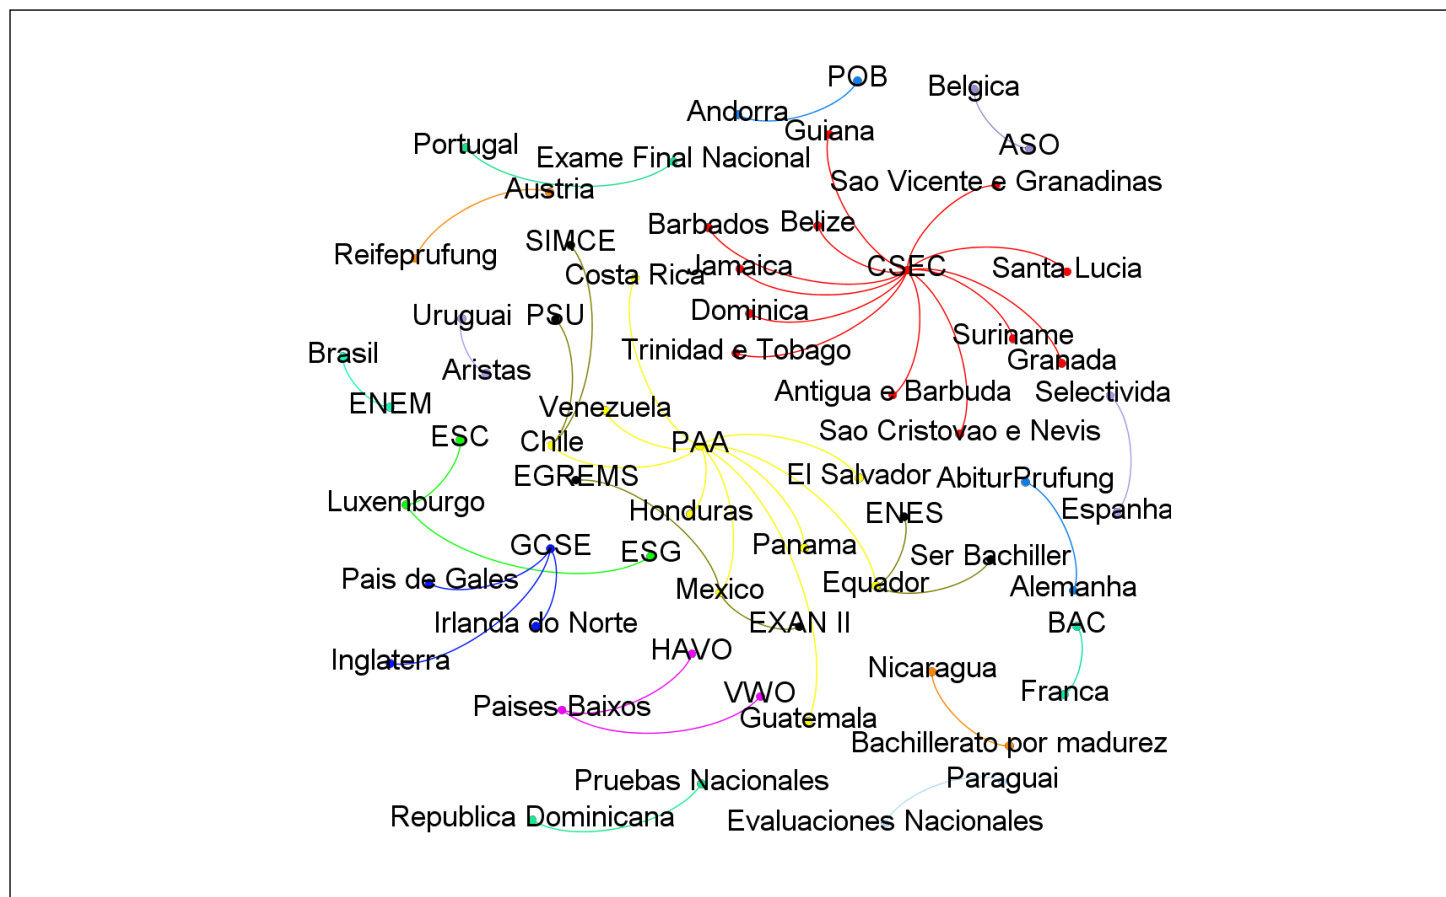 POB
Belgica
Andorra
Guiana
Portugal
ASO
Exame Final Nacional
Austria
Sao Vicente e Granadinas
Barbados
Belize
SIMCE
Reifeprufung
Costa Rica
Jamaica
CSEC
Santa Lucia
Dominica
Uruguai
PSU
Suriname
Brasil
Trinidad e Tobago
Granada
Aristas
Antigua e Barbuda
Selectivida
ENEM
Venezuela
ESC
Chile
PAA
Sao Cristovao e Nevis
EGREMS
El Salvador
AbiturPrufung
Luxemburgo
Honduras
ENES
Espanha
GCSE
ESG
Panama
Ser Bachiller
Pais de Gales
Mexico
Equador
Alemanha
Irlanda do Norte
EXAN II
BAC
Inglaterra
HAVO
Nicaragua
VWO
Franca
Paises Baixos
Guatemala
Bachillerato por madurez
Pruebas Nacionales
Paraguai
Republica Dominicana
Evaluaciones Nacionales